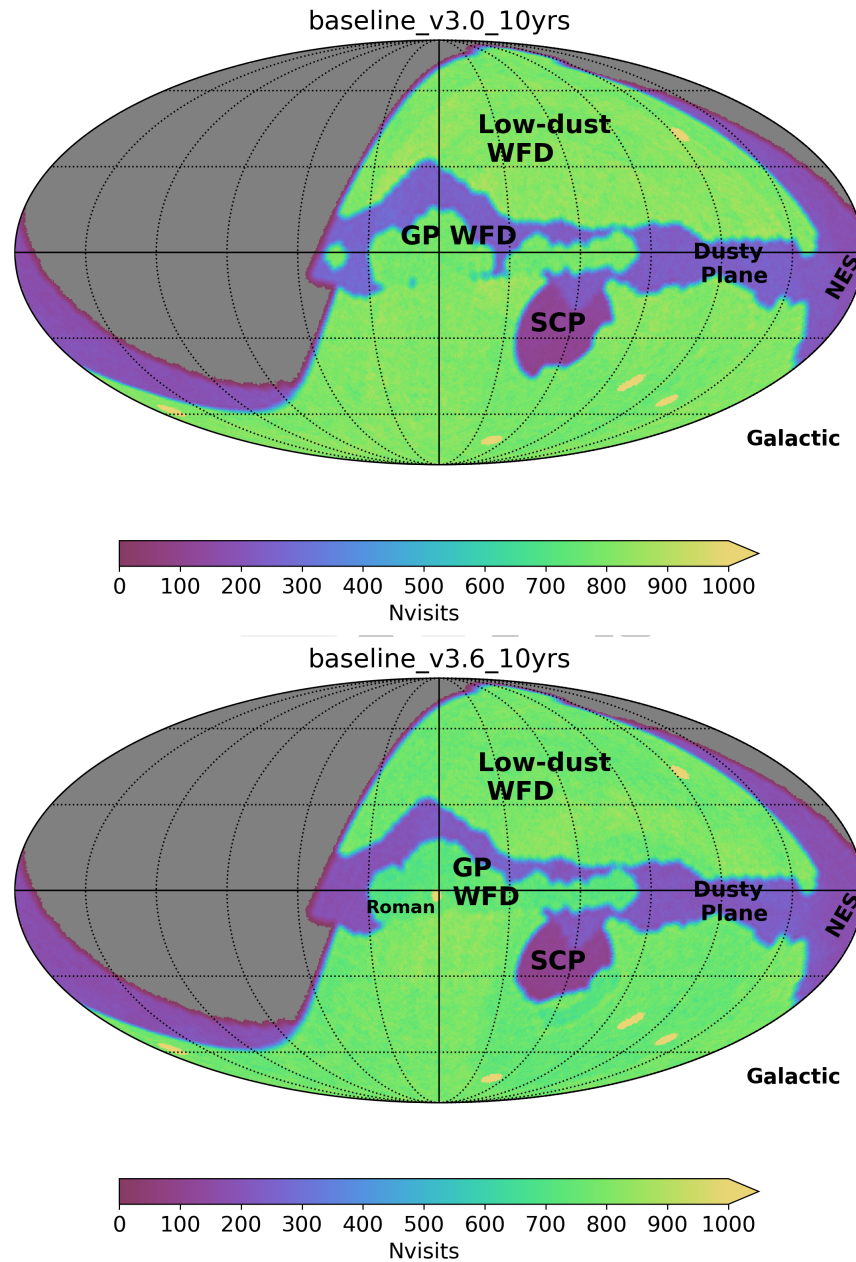 baseline_v3.0_10yrs
Low-dust
WFD
GP WFD
Dusty
Plane
NES
SCP
Galactic
0 100 200 300 400 500 600 700 800 900 1000
Nvisits
baseline_v3.6_10yrs
Low-dust
WFD
GP
WFD
Roman
Dusty
Plane
NES
SCP
Galactic
0 100 200 300 400 500 600 700 800 900 1000
Nvisits